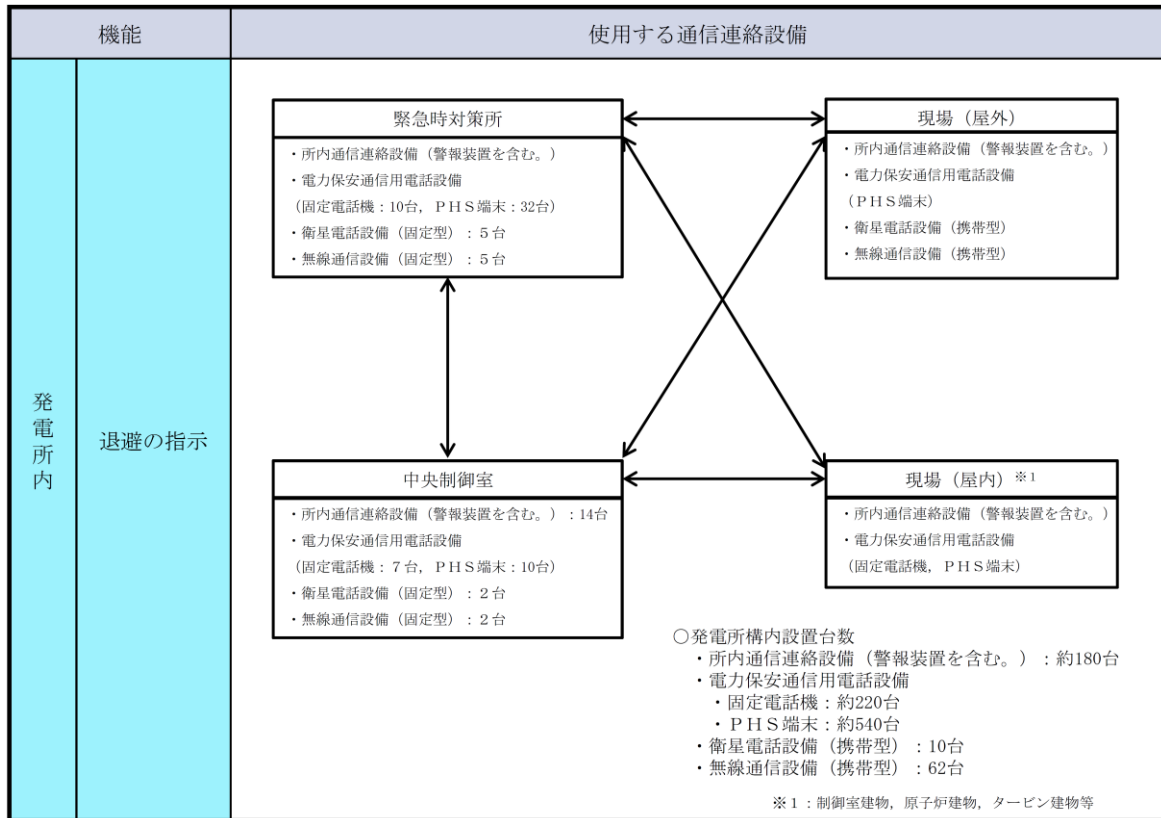 機能
使用する通信連絡設備
発電所内
退避の指示
緊急時対策所
・所内通信連絡設備（警報装置を含む。）
・電力保安通信用電話設備
（固定電話機：10台，ＰＨＳ端末：32台）
・衛星電話設備（固定型）：５台
・無線通信設備（固定型）：５台
現場（屋外）
・所内通信連絡設備（警報装置を含む。）
・電力保安通信用電話設備
（ＰＨＳ端末）
・衛星電話設備（携帯型）
・無線通信設備（携帯型）
中央制御室
・所内通信連絡設備（警報装置を含む。）：14台
・電力保安通信用電話設備
（固定電話機：７台，ＰＨＳ端末：10台）
・衛星電話設備（固定型）：２台
・無線通信設備（固定型）：２台
現場（屋内）※１
・所内通信連絡設備（警報装置を含む。）
・電力保安通信用電話設備
（固定電話機，ＰＨＳ端末）
○発電所構内設置台数
・所内通信連絡設備（警報装置を含む。）：約180台
・電力保安通信用電話設備
・固定電話機：約220台
・ＰＨＳ端末：約540台
・衛星電話設備（携帯型）：10台
・無線通信設備（携帯型）：62台
※１：制御室建物，原子炉建物，タービン建物等